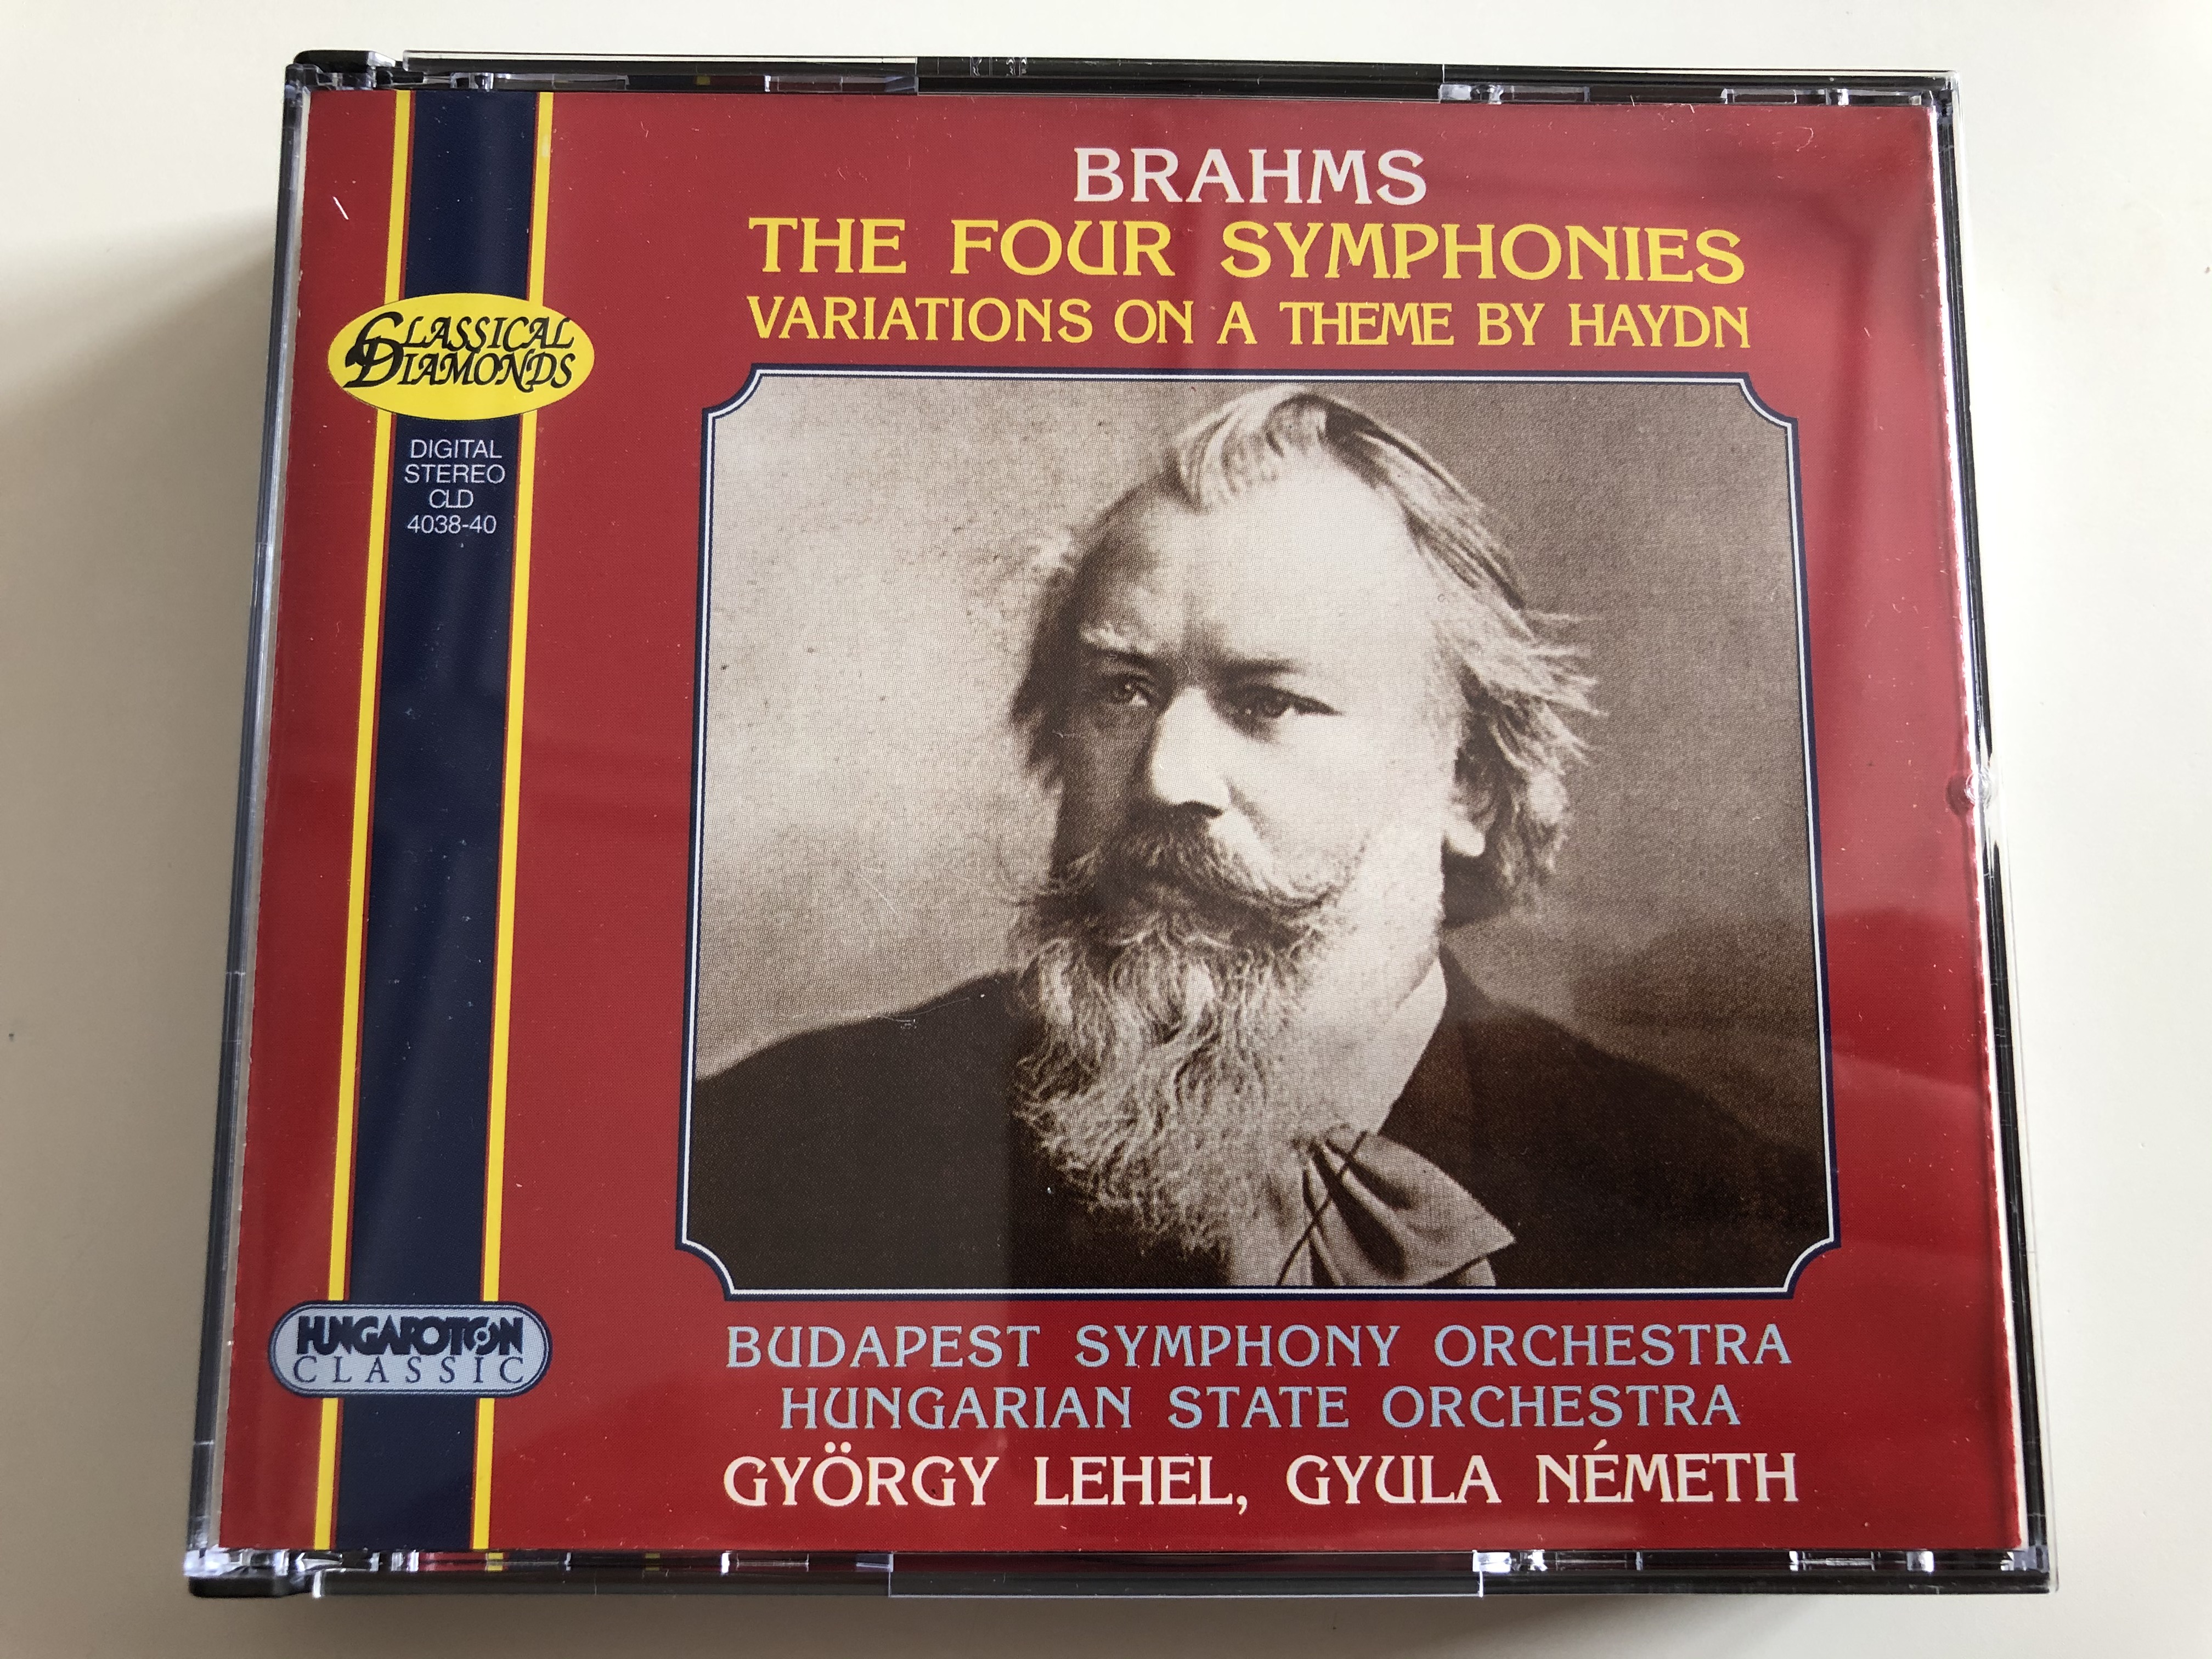 BRAHMS
THE FOUR SYMPHONIES
VARIATIONS ON A THEME BY HAYDN
CLASSICAL
DIAMONDS
DIGITAL
STEREO
CLD
4038-40
HUNGAROTON
CLASSIC
BUDAPEST SYMPHONY ORCHESTRA
HUNGARIAN STATE ORCHESTRA
GYÖRGY LEHEL, GYULA NÉMETH